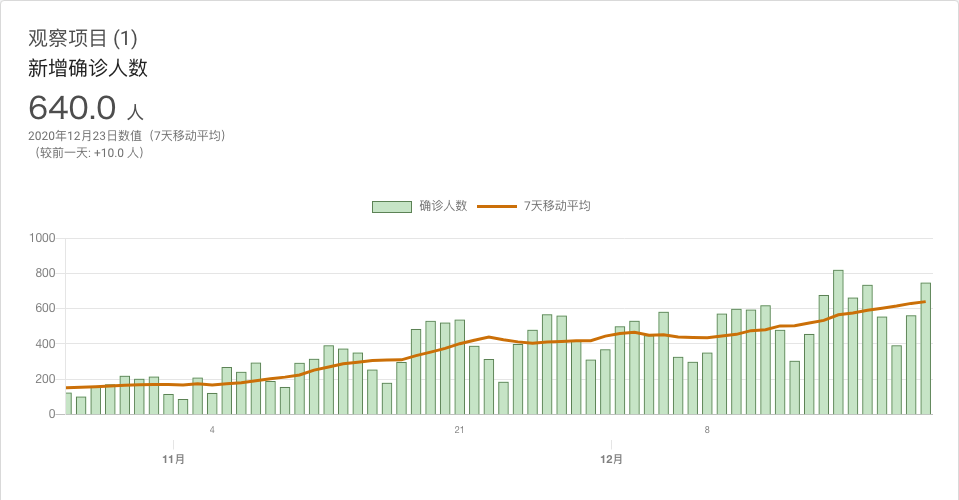 观察项目 (1)
新增确诊人数
640.0 人
2020年12月23日数值（7天移动平均）
（较前一天: +10.0 人）
确诊人数 7天移动平均
1000
800
600
400
200
0
4 21 8
11月 12月